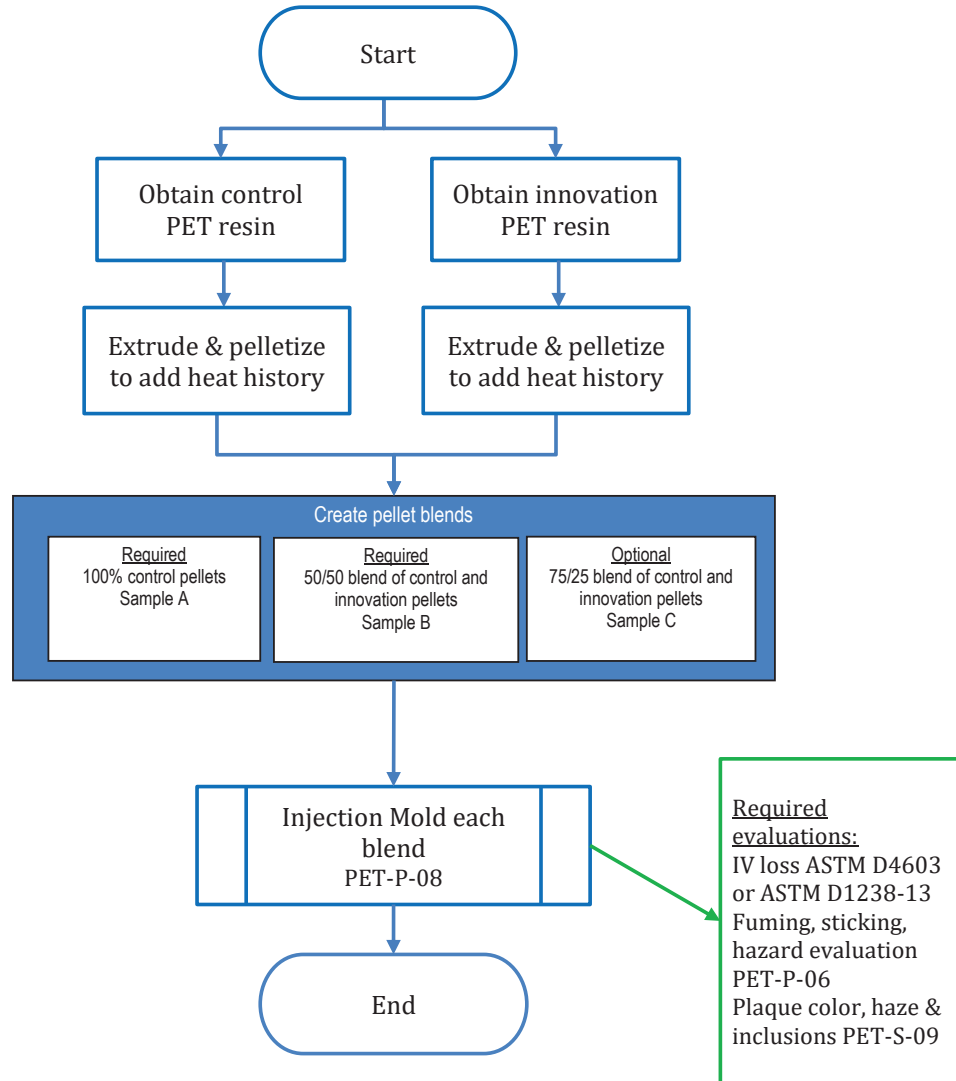 Start
Obtain control
PET resin
Obtain innovation
PET resin
Extrude & pelletize
to add heat history
Extrude & pelletize
to add heat history
Create pellet blends
Required
100% control pellets
Sample A
Required
50/50 blend of control and
innovation pellets
Sample B
Optional
75/25 blend of control and
innovation pellets
Sample C
Injection Mold each
blend
PET-P-08
Required
evaluations:
IV loss ASTM D4603
or ASTM D1238-13
Fuming, sticking,
hazard evaluation
PET-P-06
Plaque color, haze &
inclusions PET-S-09
End